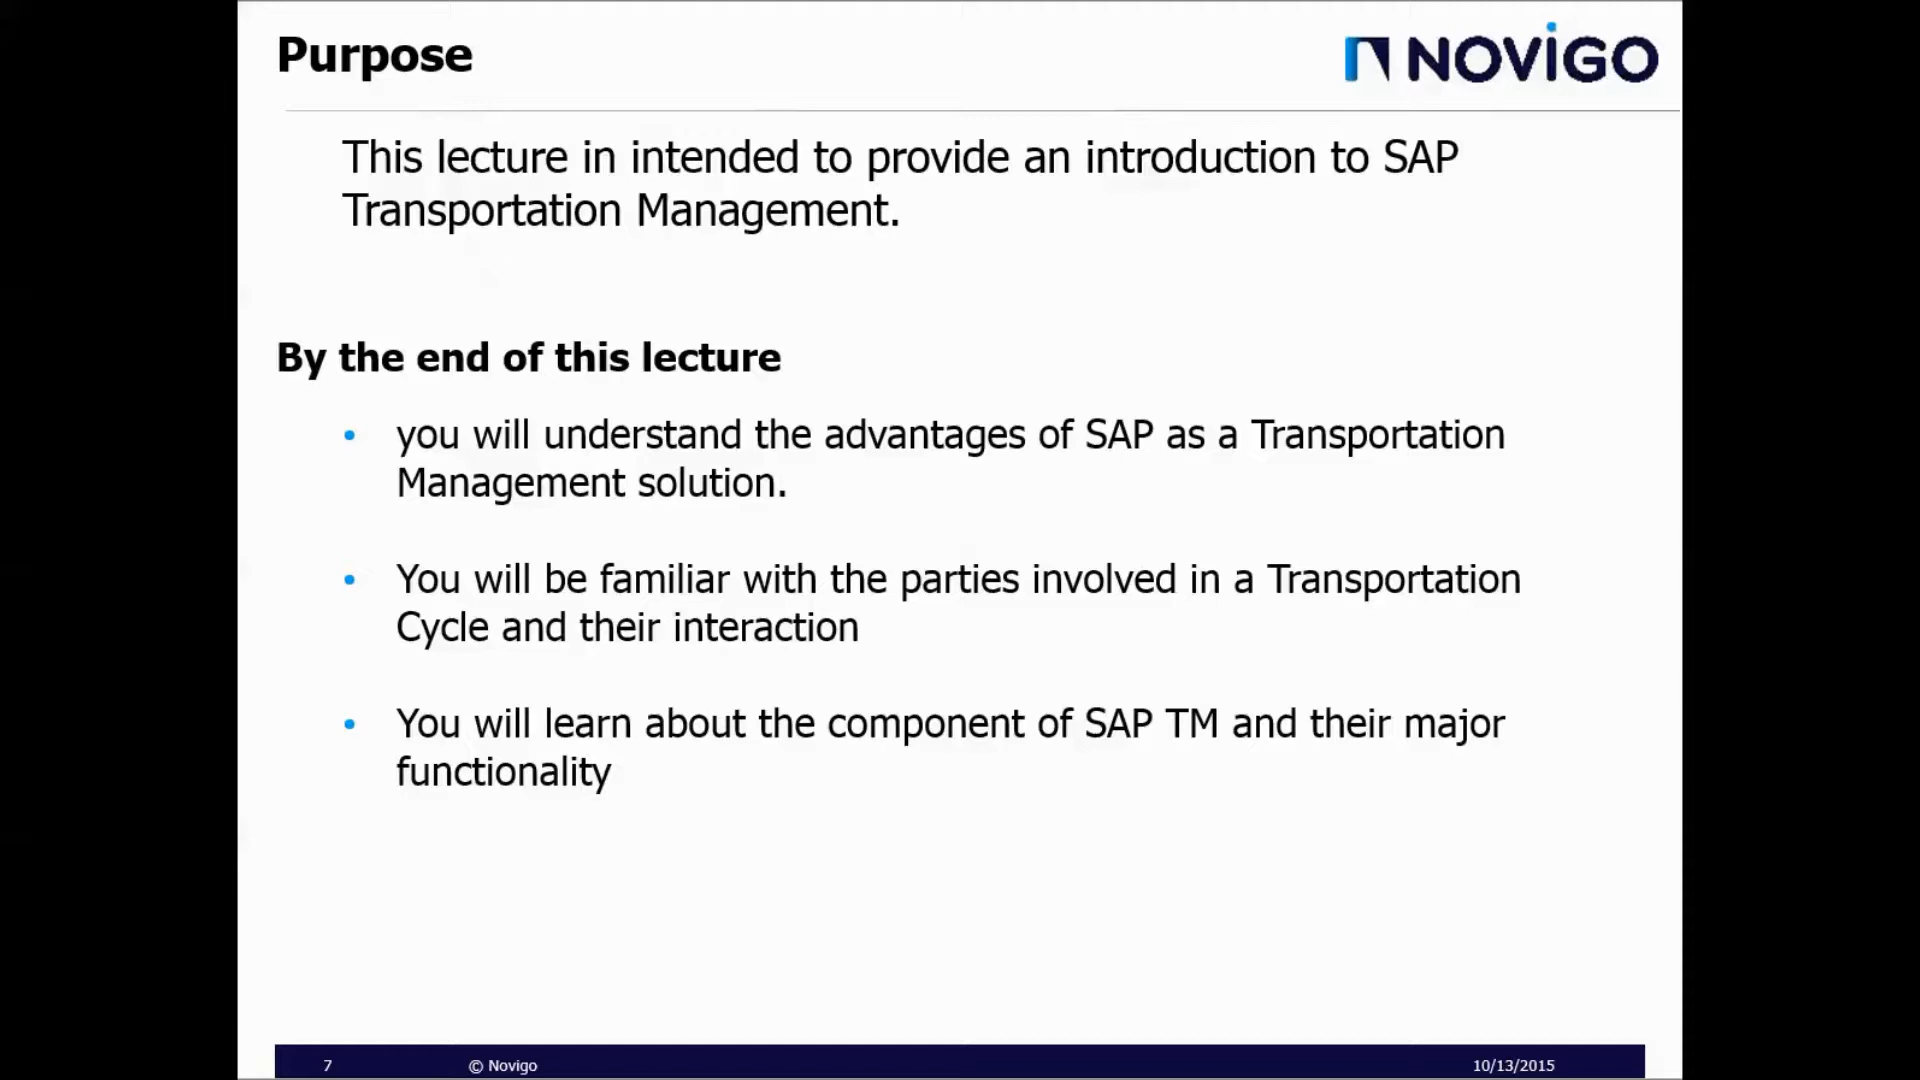 Purpose
NOVIGO
This lecture in intended to provide an introduction to SAP
Transportation Management.
By the end of this lecture
• you will understand the advantages of SAP as a Transportation
Management solution.
• You will be familiar with the parties involved in a Transportation
Cycle and their interaction
• You will learn about the component of SAP TM and their major
functionality
7 © Novigo 10/13/2015